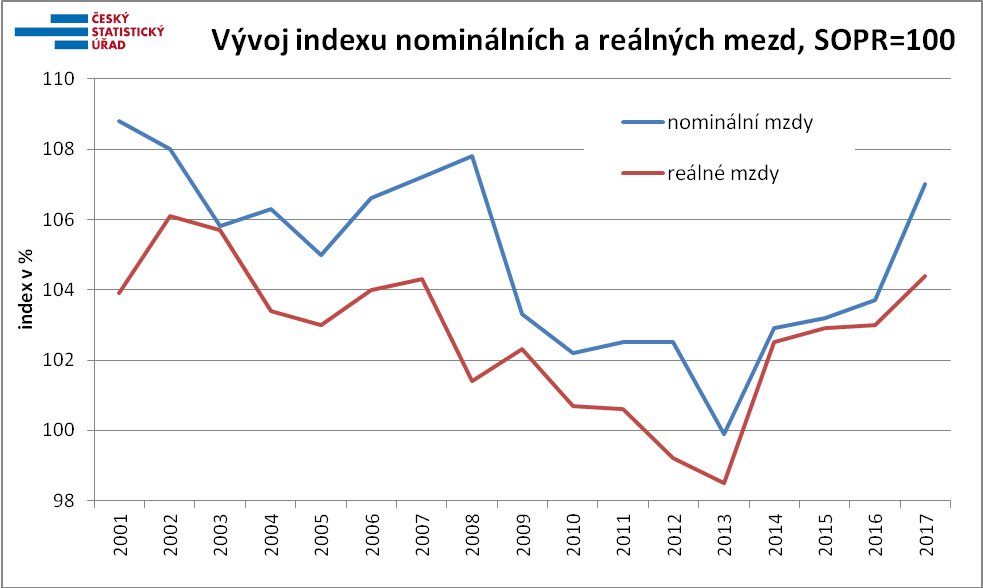 ČESKÝ
STATISTICKÝ
ÚŘAD
Vývoj indexu nominálních a reálných mezd, SOPR=100
110
108
106
104
102
100
98
index v %
nominální mzdy
reálné mzdy
2001 2002 2003 2004 2005 2006 2007 2008 2009 2010 2011 2012 2013 2014 2015 2016 2017